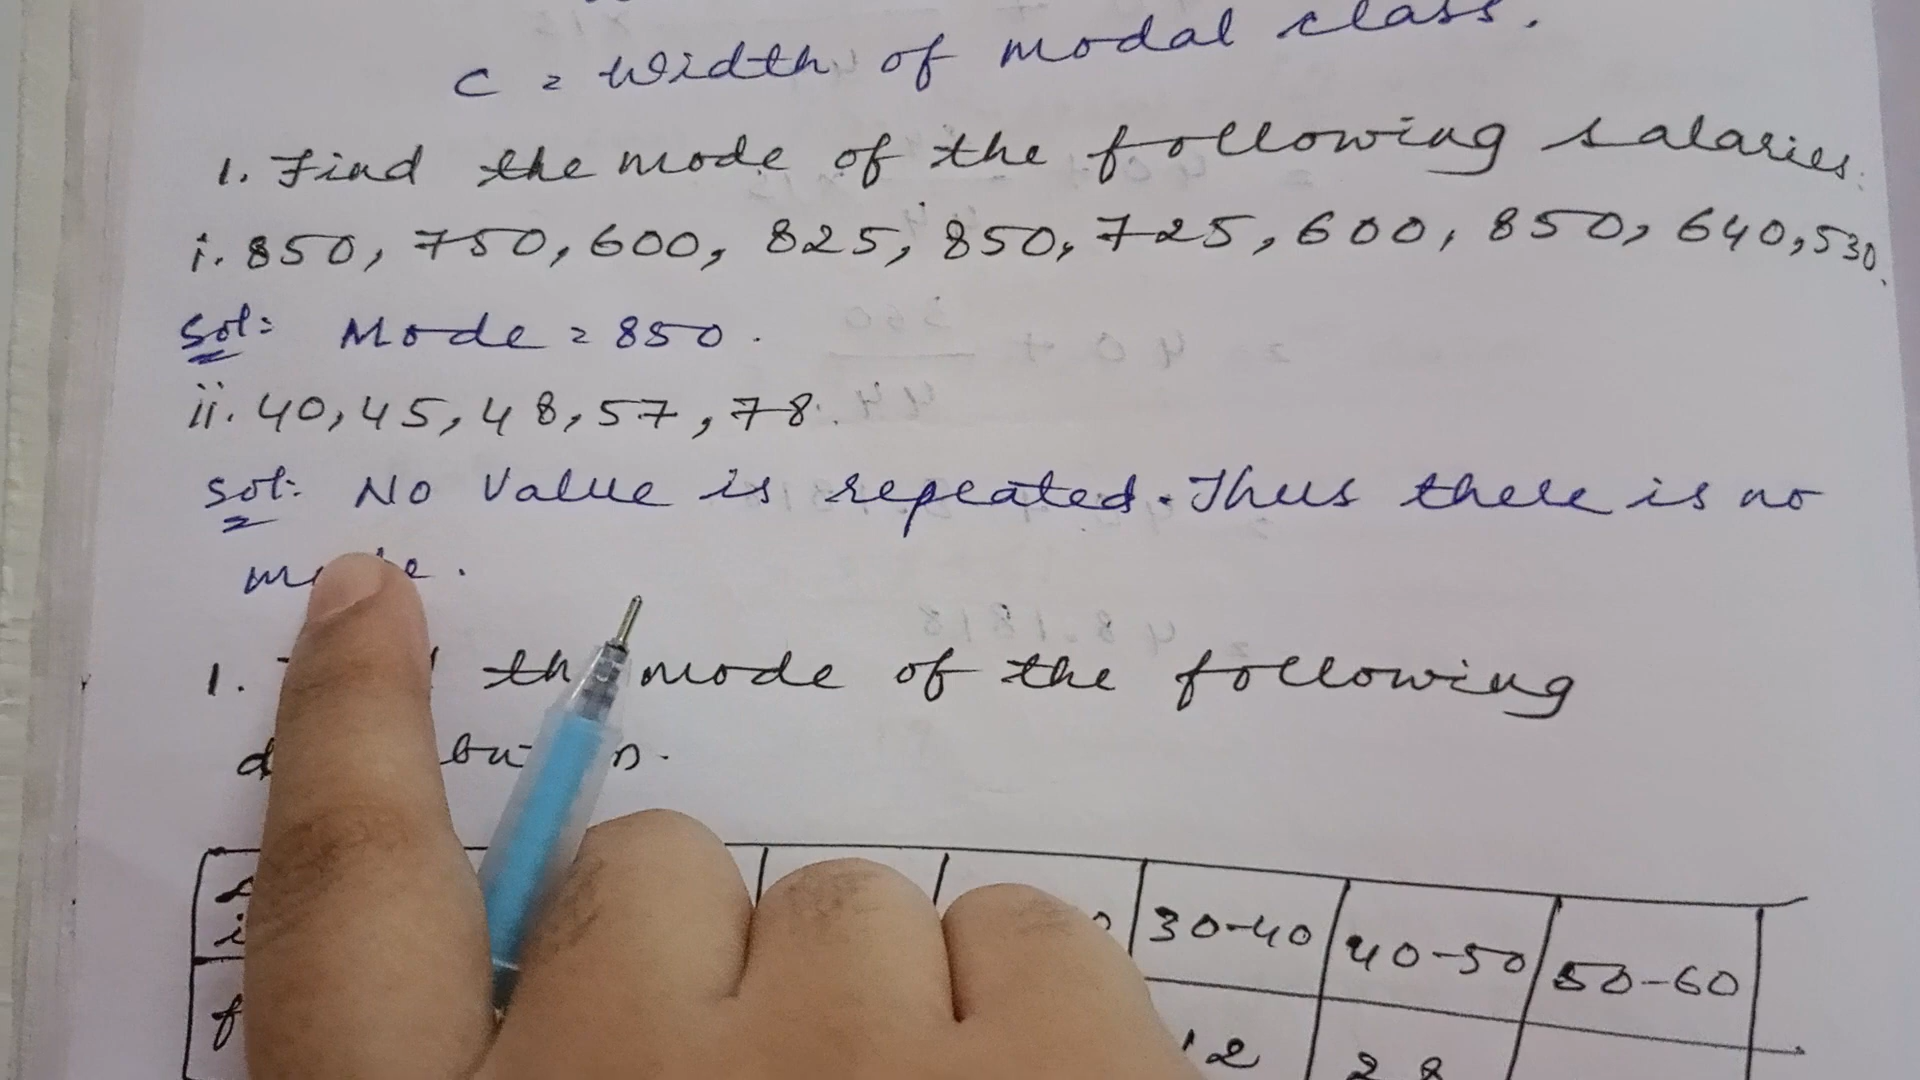 c = Width of modal class.
1. Find the mode of the following salaries:
i. 850, 750, 600, 825, 850, 725, 600, 850, 640, 530.
Sol: Mode = 850.
ii. 40, 45, 48, 57, 78.
Sol: No Value is repeated. Thus there is no
1. the mode of the following
30-40 40-50 50-60
12 28